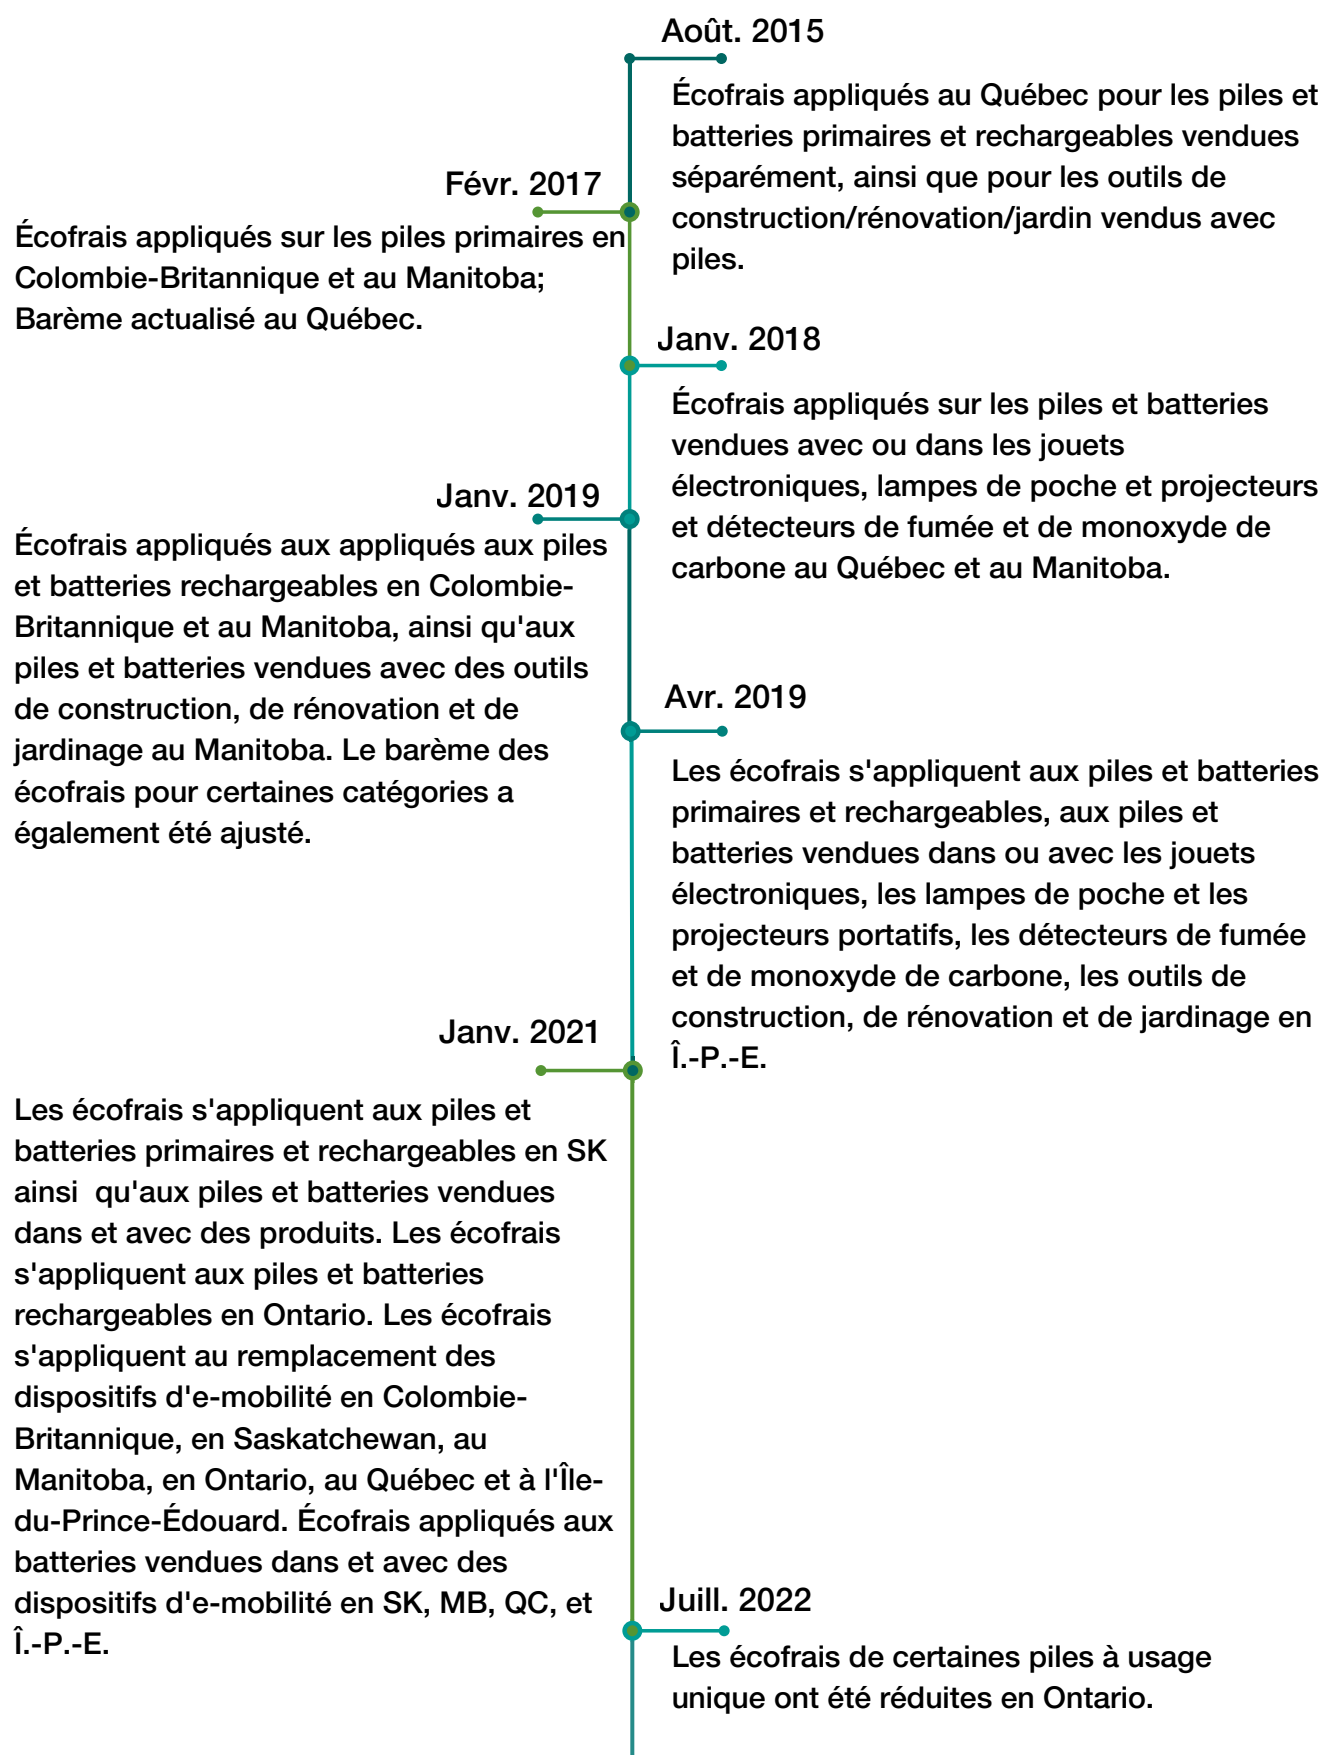 Août. 2015
Écofrais appliqués au Québec pour les piles et
batteries primaires et rechargeables vendues
séparément, ainsi que pour les outils de
construction/rénovation/jardin vendus avec
piles.
Févr. 2017
Écofrais appliqués sur les piles primaires en
Colombie-Britannique et au Manitoba;
Barème actualisé au Québec.
Janv. 2018
Écofrais appliqués sur les piles et batteries
vendues avec ou dans les jouets
électroniques, lampes de poche et projecteurs
et détecteurs de fumée et de monoxyde de
carbone au Québec et au Manitoba.
Janv. 2019
Écofrais appliqués aux appliqués aux piles
et batteries rechargeables en Colombie-
Britannique et au Manitoba, ainsi qu'aux
piles et batteries vendues avec des outils
de construction, de rénovation et de
jardinage au Manitoba. Le barème des
écofrais pour certaines catégories a
également été ajusté.
Avr. 2019
Les écofrais s'appliquent aux piles et batteries
primaires et rechargeables, aux piles et
batteries vendues dans ou avec les jouets
électroniques, les lampes de poche et les
projecteurs portatifs, les détecteurs de fumée
et de monoxyde de carbone, les outils de
construction, de rénovation et de jardinage en
Î.-P.-E.
Janv. 2021
Les écofrais s'appliquent aux piles et
batteries primaires et rechargeables en SK
ainsi  qu'aux piles et batteries vendues
dans et avec des produits. Les écofrais
s'appliquent aux piles et batteries
rechargeables en Ontario. Les écofrais
s'appliquent au remplacement des
dispositifs d'e-mobilité en Colombie-
Britannique, en Saskatchewan, au
Manitoba, en Ontario, au Québec et à l'Île-
du-Prince-Édouard. Écofrais appliqués aux
batteries vendues dans et avec des
dispositifs d'e-mobilité en SK, MB, QC, et
Î.-P.-E.
Juill. 2022
Les écofrais de certaines piles à usage
unique ont été réduites en Ontario.